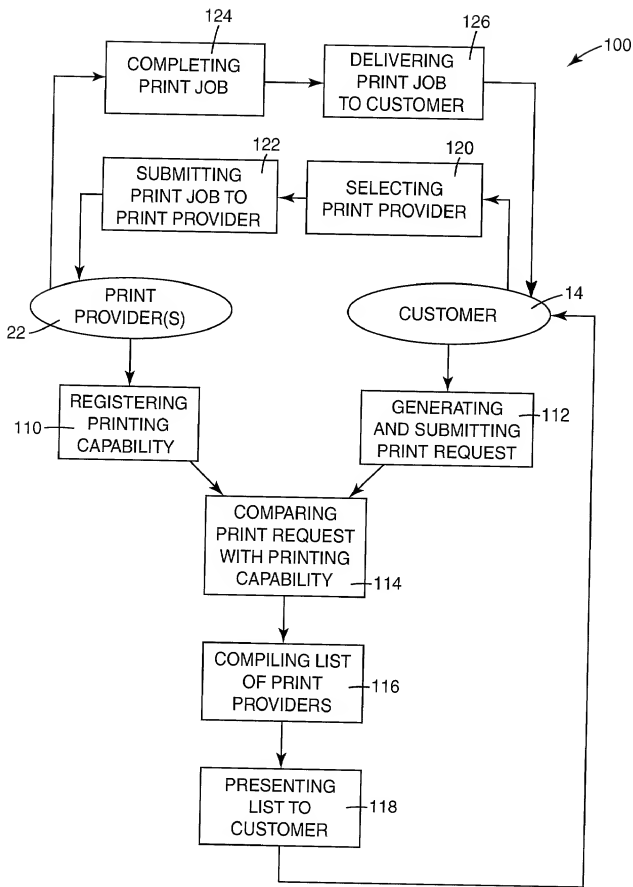 124
126
100
COMPLETING
PRINT JOB
DELIVERING
PRINT JOB
TO CUSTOMER
122
120
SUBMITTING
PRINT JOB TO
PRINT PROVIDER
SELECTING
PRINT PROVIDER
PRINT
PROVIDER(S)
22
CUSTOMER
14
REGISTERING
PRINTING
CAPABILITY
110
GENERATING
AND SUBMITTING
PRINT REQUEST
112
COMPARING
PRINT REQUEST
WITH PRINTING
CAPABILITY
114
COMPILING LIST
OF PRINT
PROVIDERS
116
PRESENTING
LIST TO
CUSTOMER
118